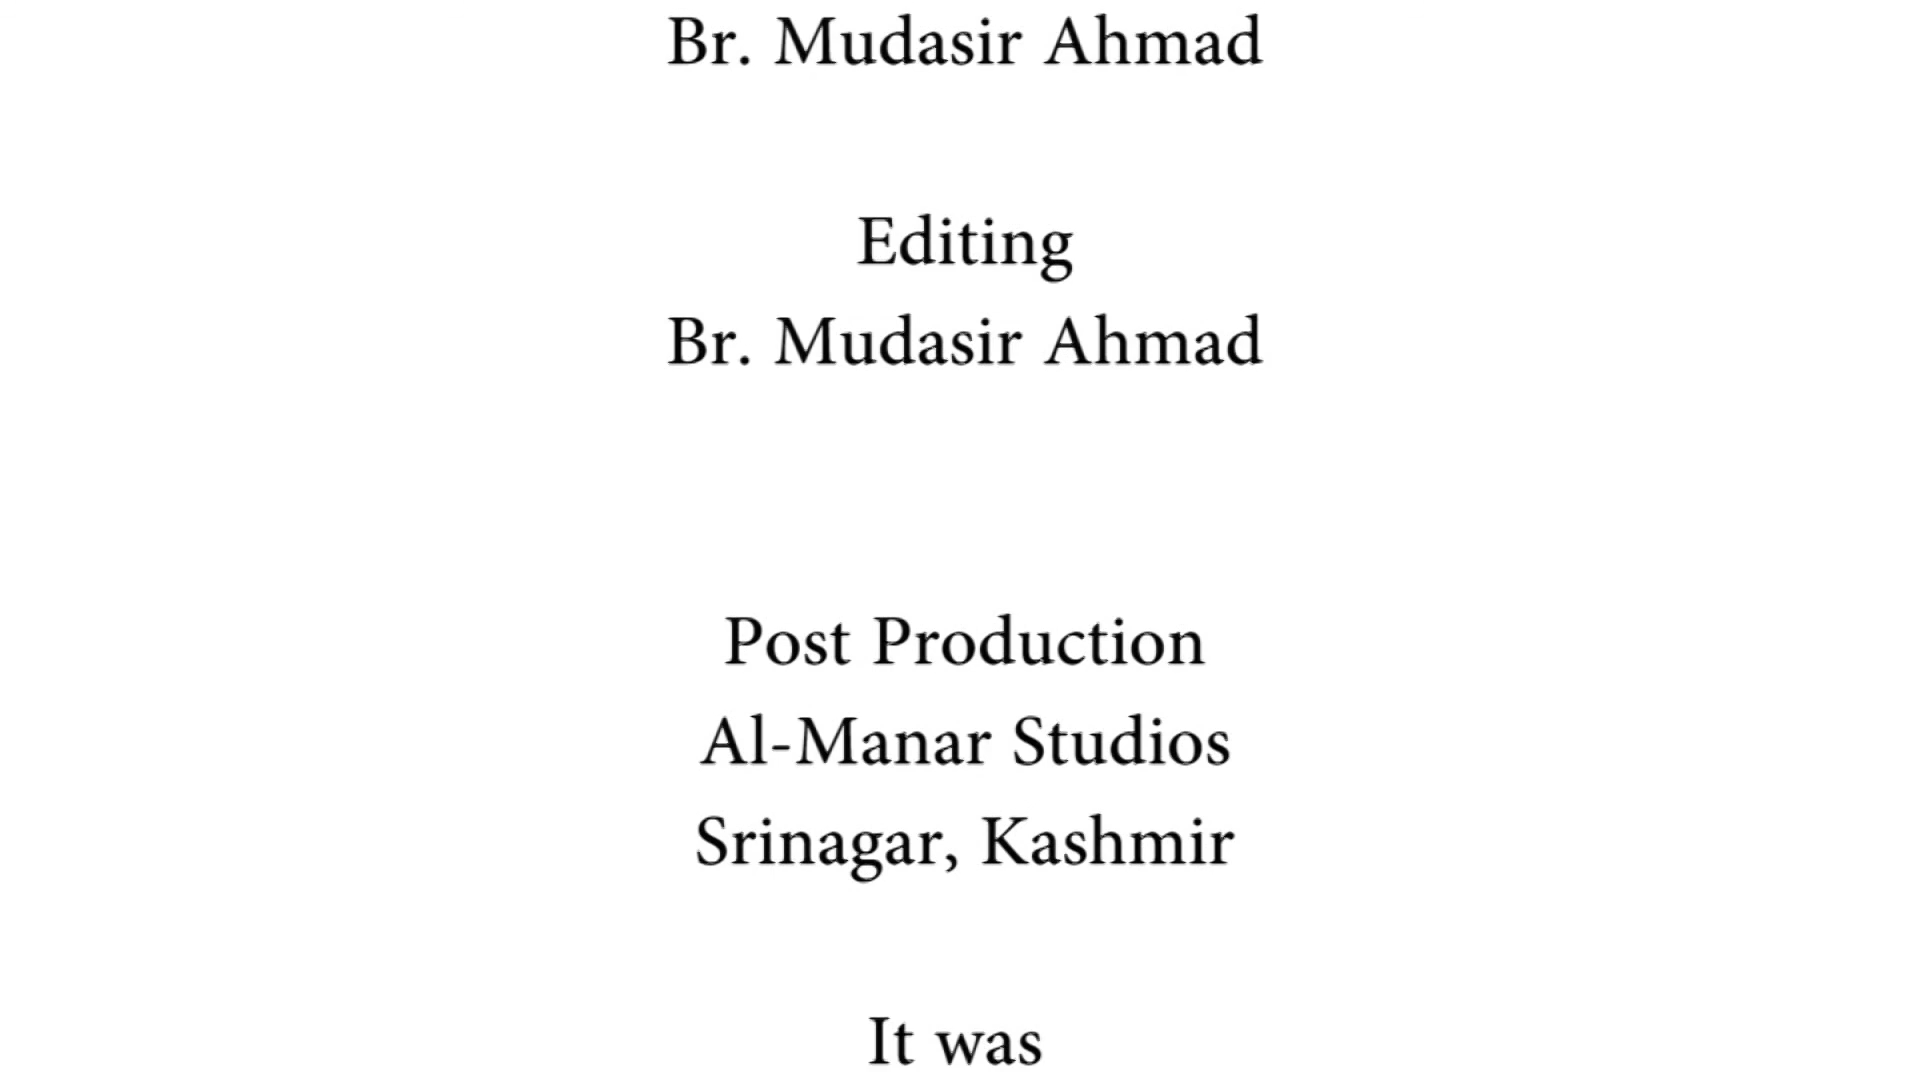 Br. Mudasir Ahmad
Editing
Br. Mudasir Ahmad
Post Production
Al-Manar Studios
Srinagar, Kashmir
It was